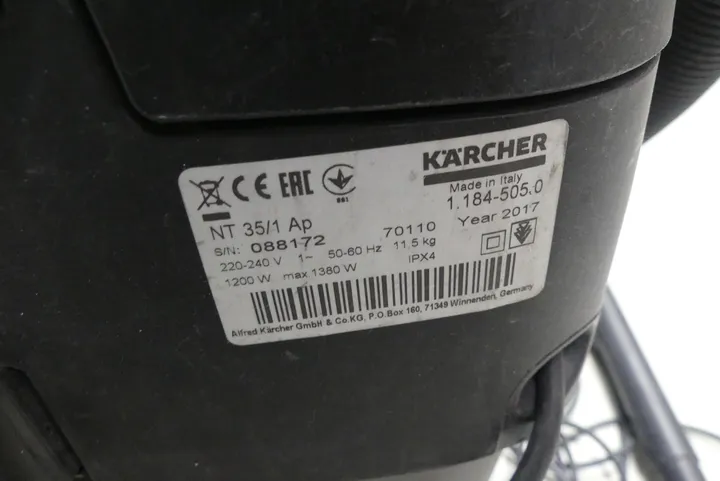 KÄRCHER
CE EAC
001
Made in Italy
NT 35/1 Ap
70110
1.184-505.0
S/N: 088172
Year 2017
220-240 V 1~ 50-60 Hz 11,5 kg
1200 W max.1380 W
IPX4
Alfred Kärcher GmbH & Co.KG, P.O.Box 160, 71349 Winnenden, Germany